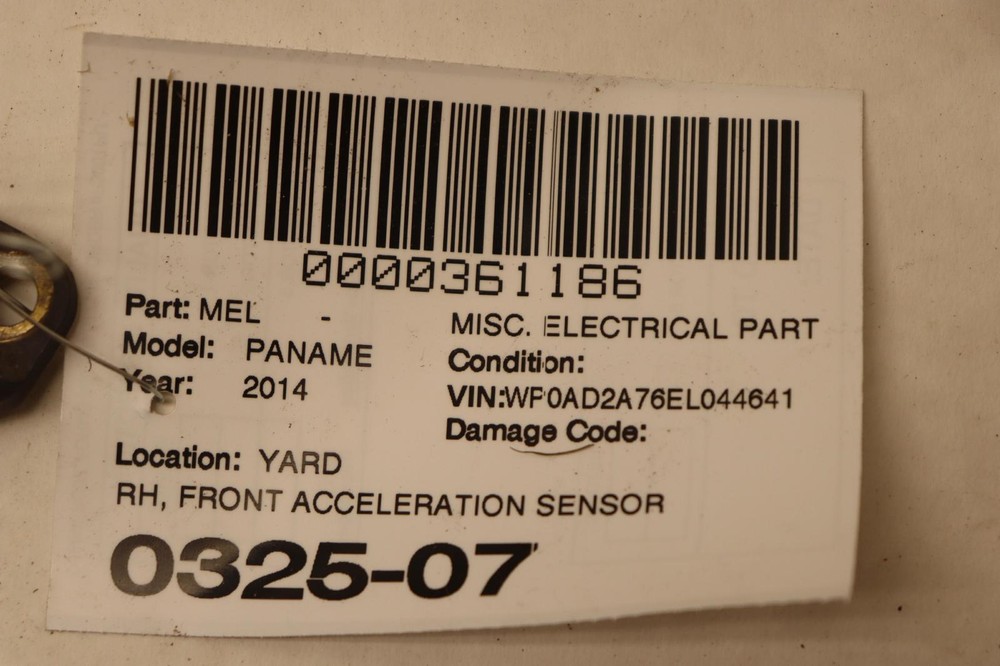 0000361186
Part: MEL - MISC. ELECTRICAL PART
Model: PANAME Condition:
Year: 2014 VIN:WP0AD2A76EL044641
Damage Code:
Location: YARD
RH, FRONT ACCELERATION SENSOR
0325-07